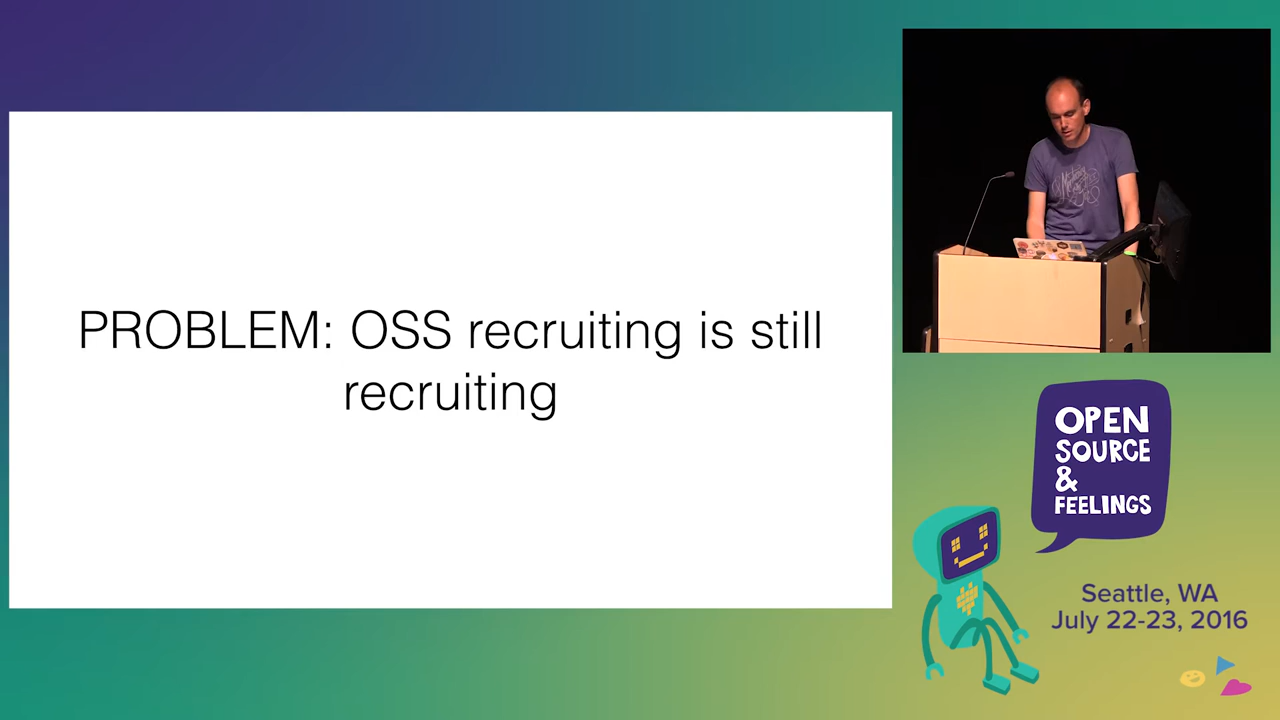 PROBLEM: OSS recruiting is still
recruiting
OPEN
SOURCE
&
FEELINGS
Seattle, WA
July 22-23, 2016